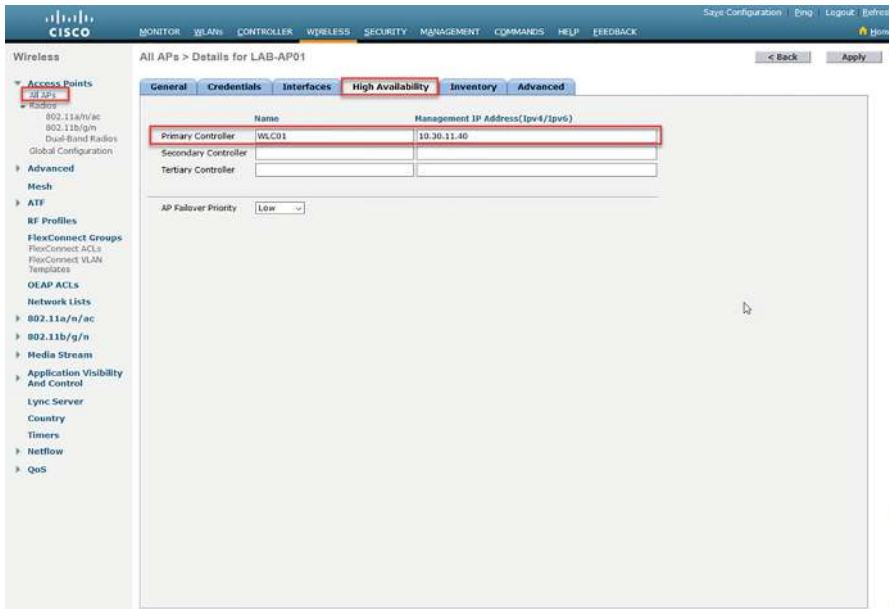 Save Configuration Ping Logout Refres
CISCO
MONITOR WLANs CONTROLLER WIRELESS SECURITY MANAGEMENT COMMANDS HELP FEEDBACK
Hom
Wireless
All APs > Details for LAB-AP01
< Back
Apply
Access Points
All APs
Radios
802.11a/n/ac
802.11b/g/n
Dual-Band Radios
Global Configuration
Advanced
Mesh
ATF
RF Profiles
FlexConnect Groups
FlexConnect ACLs
FlexConnect VLAN
Templates
OEAP ACLs
Network Lists
802.11a/n/ac
802.11b/g/n
Media Stream
Application Visibility
And Control
Lync Server
Country
Timers
Netflow
QoS
General Credentials Interfaces High Availability Inventory Advanced
Name Management IP Address(Ipv4/Ipv6)
Primary Controller WLC01 10.30.11.40
Secondary Controller
Tertiary Controller
AP Failover Priority Low